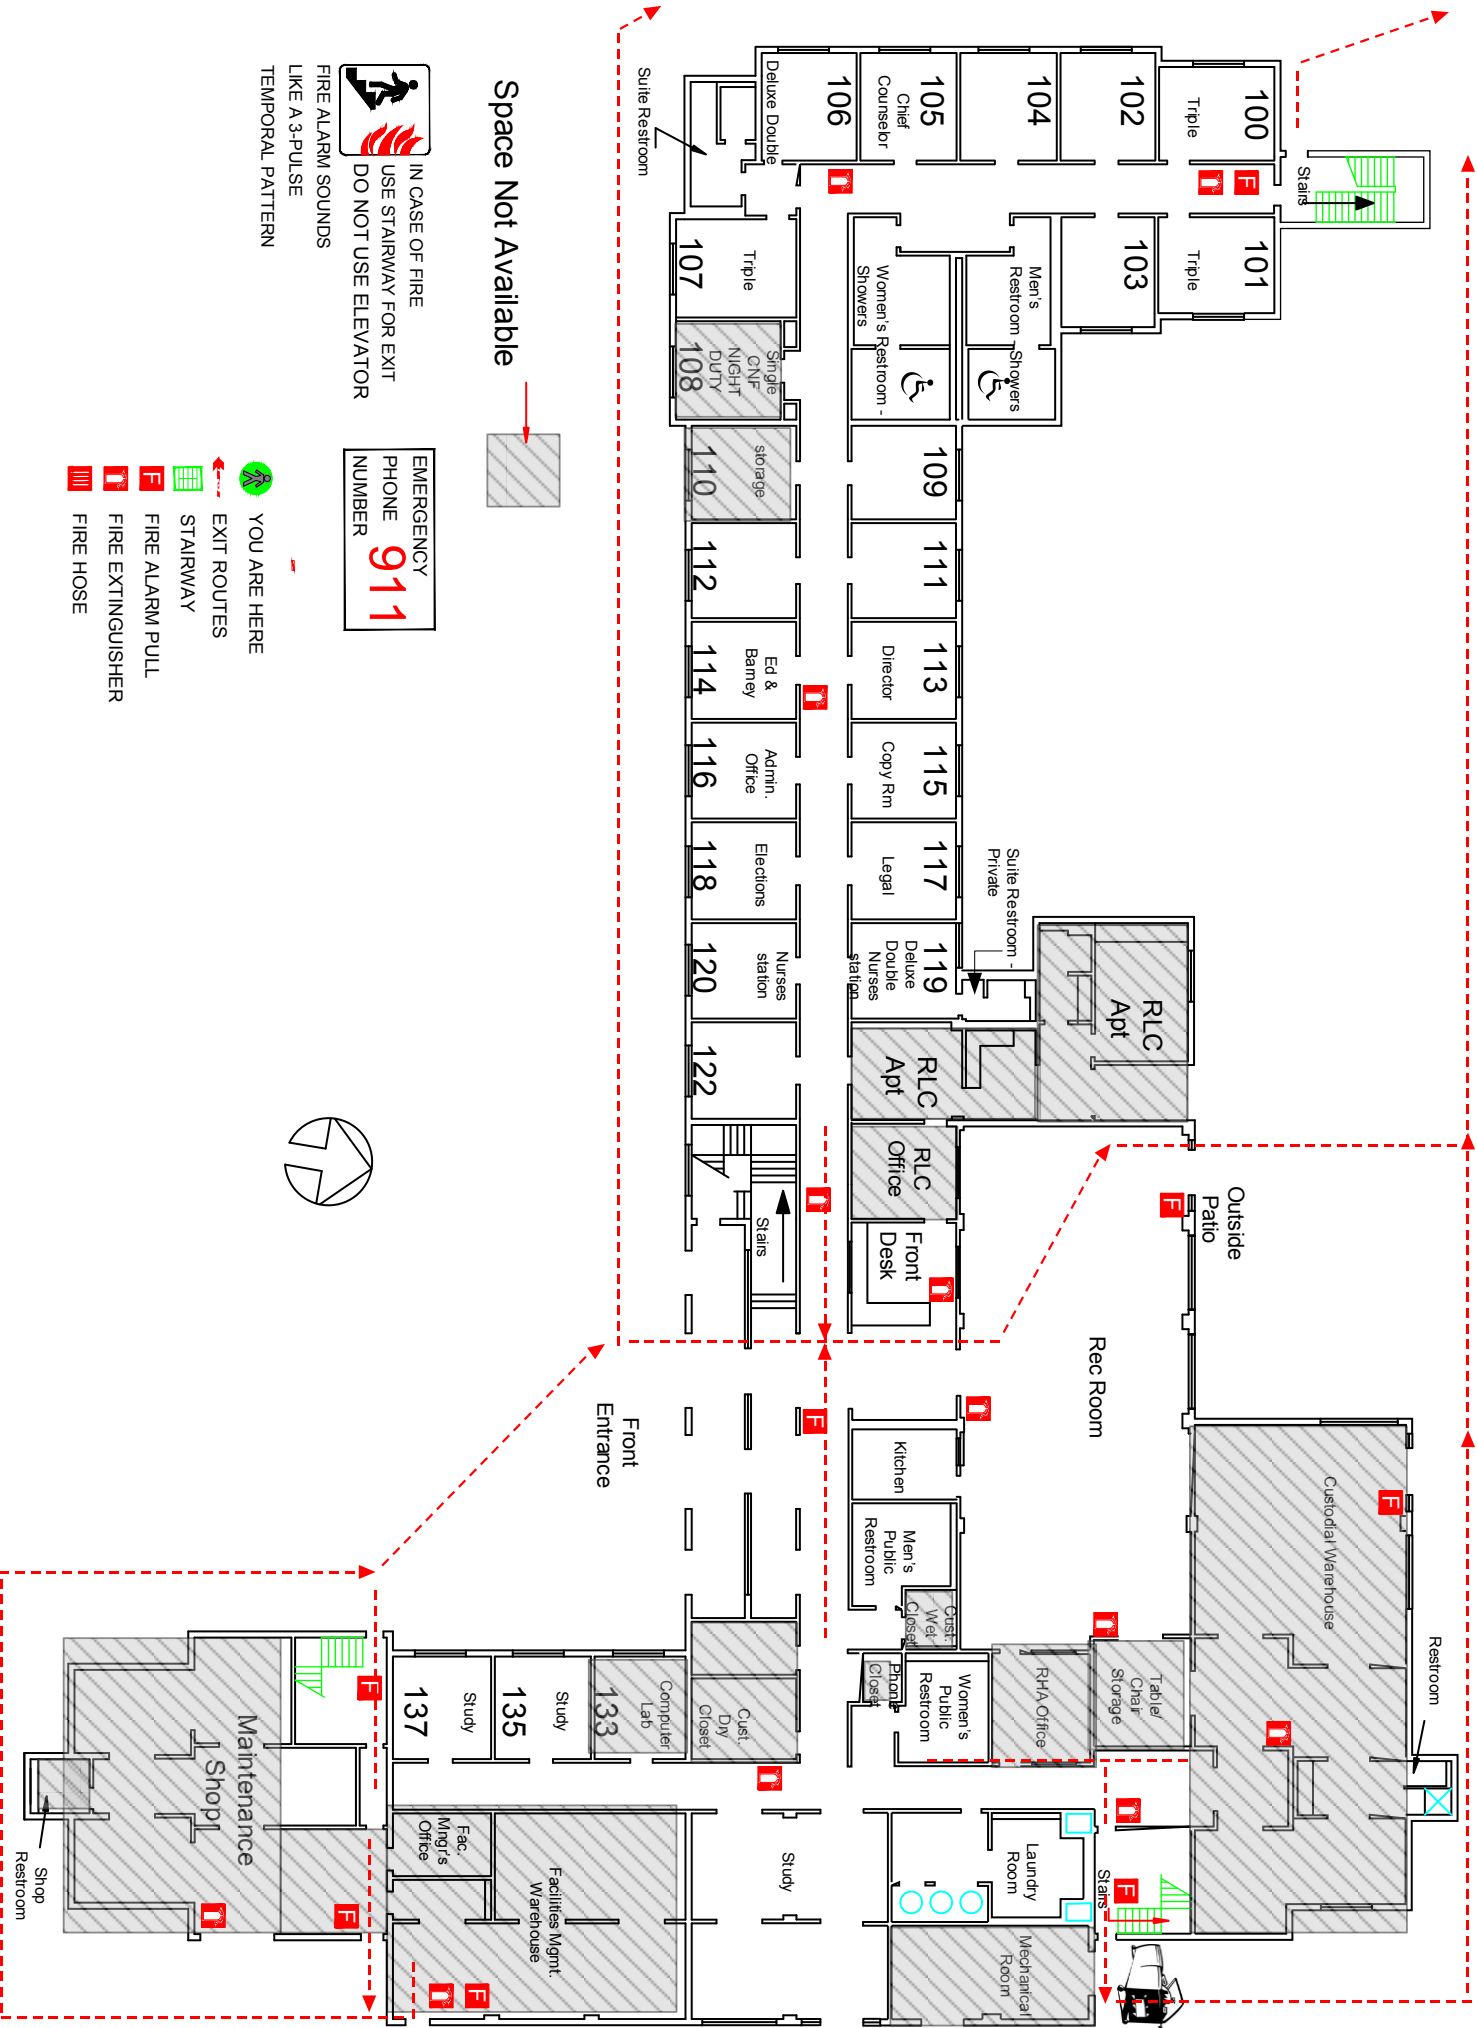 100
Triple
102
104
105
Chief
Counselor
106
Deluxe Double
Suite Restroom
Stairs
101
Triple
103
Men's
Restroom - Showers
Women's Restroom -
Showers
107
Triple
108
Single
CNF
NIGHT
DUTY
109
110
storage
111
112
113
Director
114
Ed &
Barney
115
Copy Rm
116
Admin.
Office
117
Legal
118
Elections
Suite Restroom -
Private
119
Deluxe
Double
Nurses
station
120
Nurses
station
122
RLC
Apt
RLC
Apt
RLC
Office
Front
Desk
Stairs
Outside
Patio
Rec Room
Front
Entrance
Kitchen
Men's
Public
Restroom
Cust.
Wet
Closet
Phone
Closet
Women's
Public
Restroom
RHA Office
Table/
Chair
Storage
Custodial Warehouse
Restroom
Cust.
Dry
Closet
Computer
Lab
133
Study
135
Study
137
Maintenance
Shop
Shop
Restroom
Fac.
Mngr's
Office
Facilities Mgmt.
Warehouse
Study
Laundry
Room
Stairs
Mechanical
Room
F
F
F
F
F
F
F
F
F
Space Not Available
IN CASE OF FIRE
USE STAIRWAY FOR EXIT
DO NOT USE ELEVATOR
FIRE ALARM SOUNDS
LIKE A 3-PULSE
TEMPORAL PATTERN
EMERGENCY
PHONE 911
NUMBER
YOU ARE HERE
EXIT ROUTES
STAIRWAY
F FIRE ALARM PULL
FIRE EXTINGUISHER
FIRE HOSE